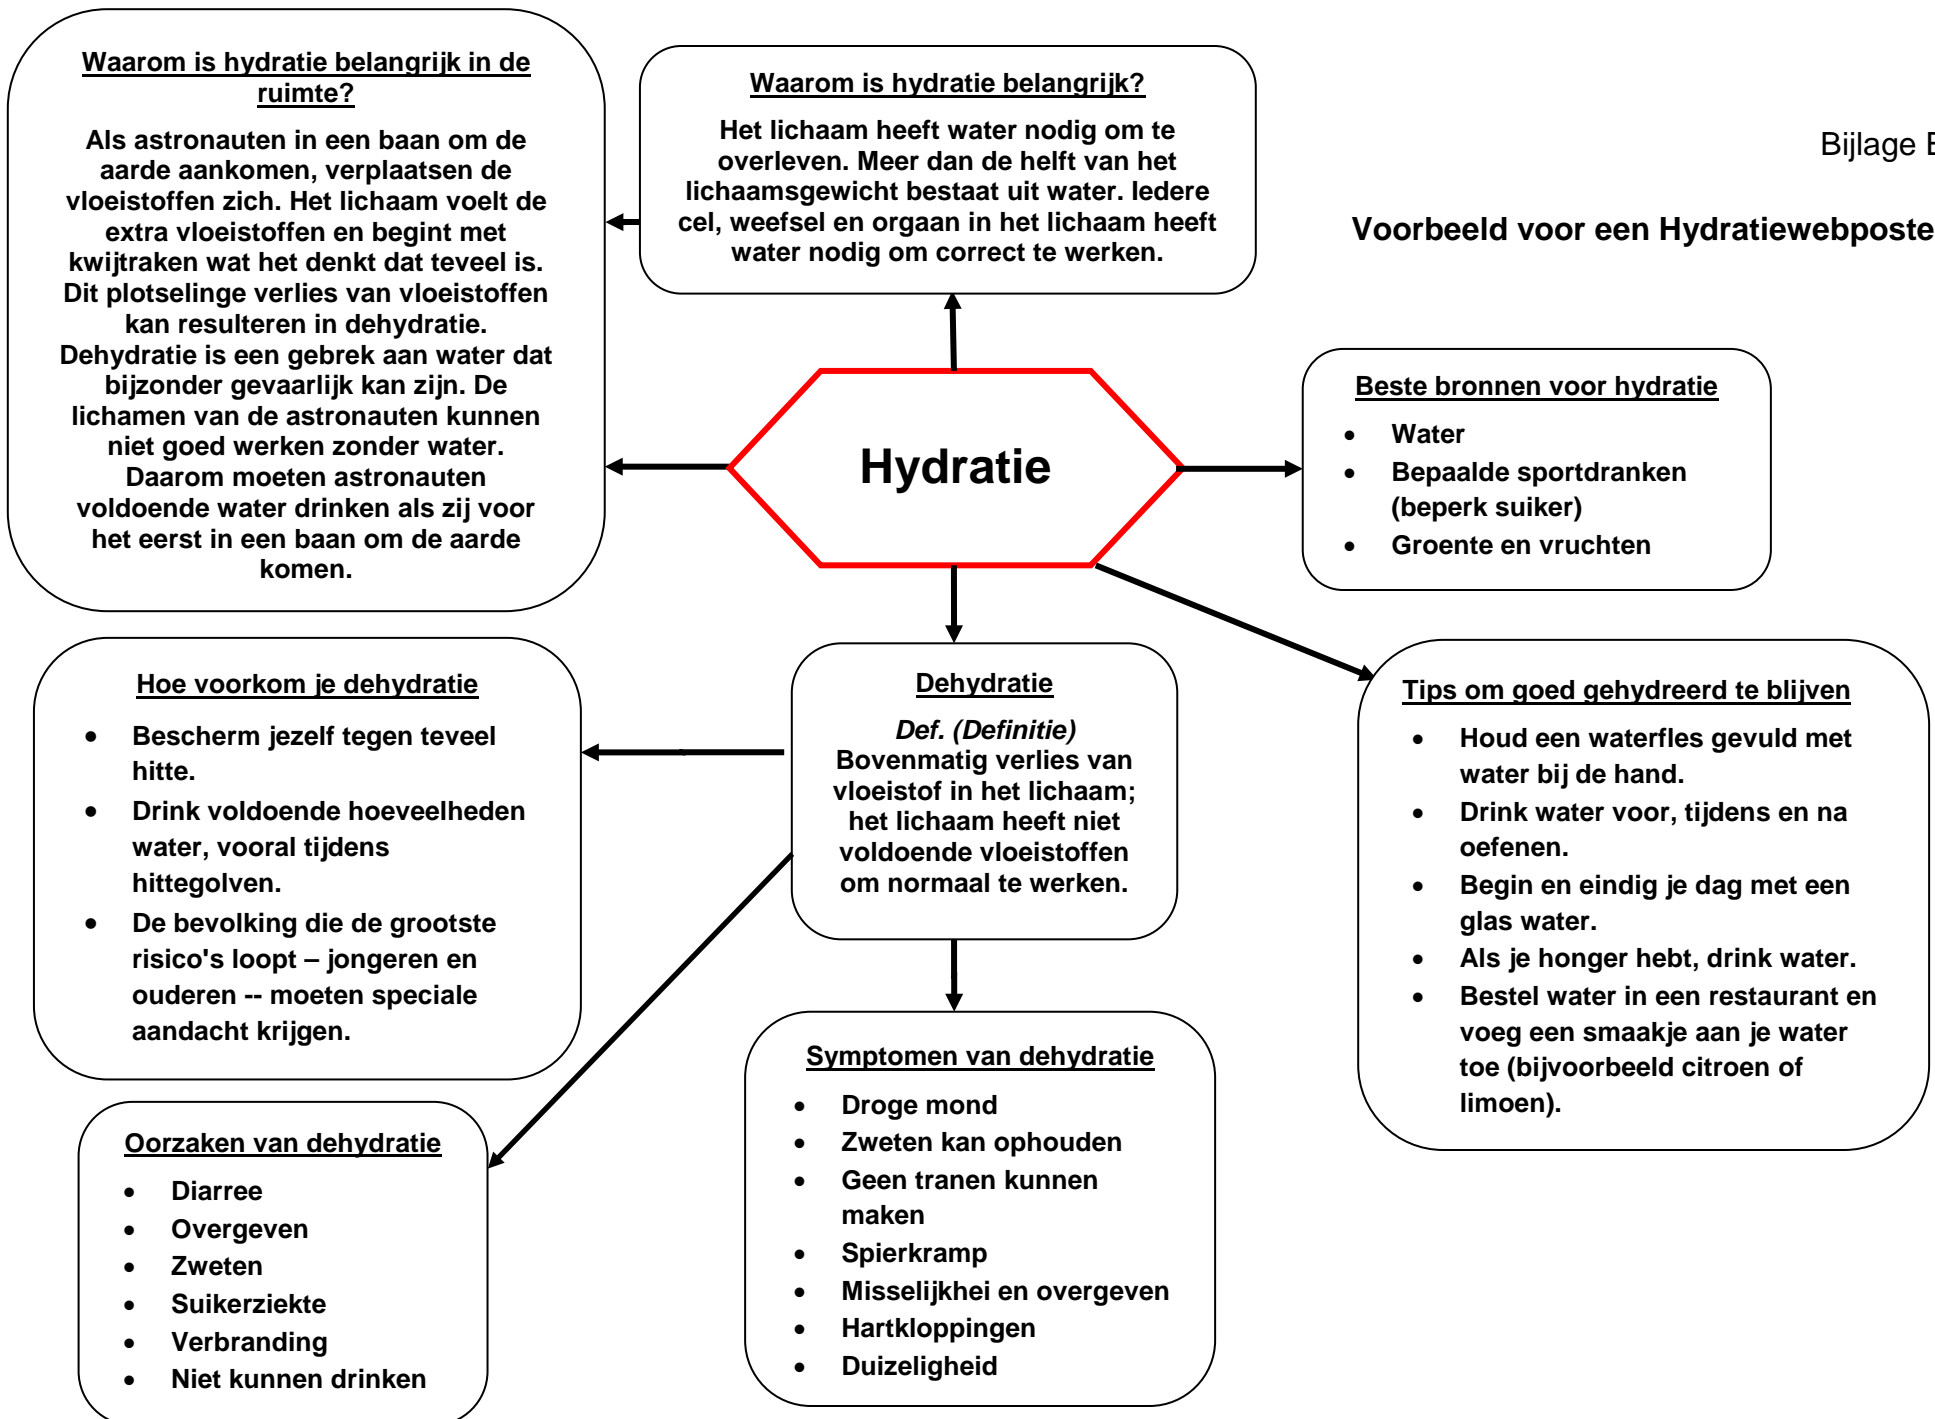 Waarom is hydratie belangrijk in de
ruimte?
Als astronauten in een baan om de
aarde aankomen, verplaatsen de
vloeistoffen zich. Het lichaam voelt de
extra vloeistoffen en begint met
kwijtraken wat het denkt dat teveel is.
Dit plotselinge verlies van vloeistoffen
kan resulteren in dehydratie.
Dehydratie is een gebrek aan water dat
bijzonder gevaarlijk kan zijn. De
lichamen van de astronauten kunnen
niet goed werken zonder water.
Daarom moeten astronauten
voldoende water drinken als zij voor
het eerst in een baan om de aarde
komen.
Waarom is hydratie belangrijk?
Het lichaam heeft water nodig om te
overleven. Meer dan de helft van het
lichaamsgewicht bestaat uit water. Iedere
cel, weefsel en orgaan in het lichaam heeft
water nodig om correct te werken.
Bijlage
Voorbeeld voor een Hydratiewebposte
Hydratie
Beste bronnen voor hydratie
• Water
• Bepaalde sportdranken
(beperk suiker)
• Groente en vruchten
Hoe voorkom je dehydratie
• Bescherm jezelf tegen teveel
hitte.
• Drink voldoende hoeveelheden
water, vooral tijdens
hittegolven.
• De bevolking die de grootste
risico's loopt – jongeren en
ouderen -- moeten speciale
aandacht krijgen.
Dehydratie
Def. (Definitie)
Bovenmatig verlies van
vloeistof in het lichaam;
het lichaam heeft niet
voldoende vloeistoffen
om normaal te werken.
Tips om goed gehydreerd te blijven
• Houd een waterfles gevuld met
water bij de hand.
• Drink water voor, tijdens en na
oefenen.
• Begin en eindig je dag met een
glas water.
• Als je honger hebt, drink water.
• Bestel water in een restaurant en
voeg een smaakje aan je water
toe (bijvoorbeeld citroen of
limoen).
Oorzaken van dehydratie
• Diarree
• Overgeven
• Zweten
• Suikerziekte
• Verbranding
• Niet kunnen drinken
Symptomen van dehydratie
• Droge mond
• Zweten kan ophouden
• Geen tranen kunnen
maken
• Spierkramp
• Misselijkhei en overgeven
• Hartkloppingen
• Duizeligheid